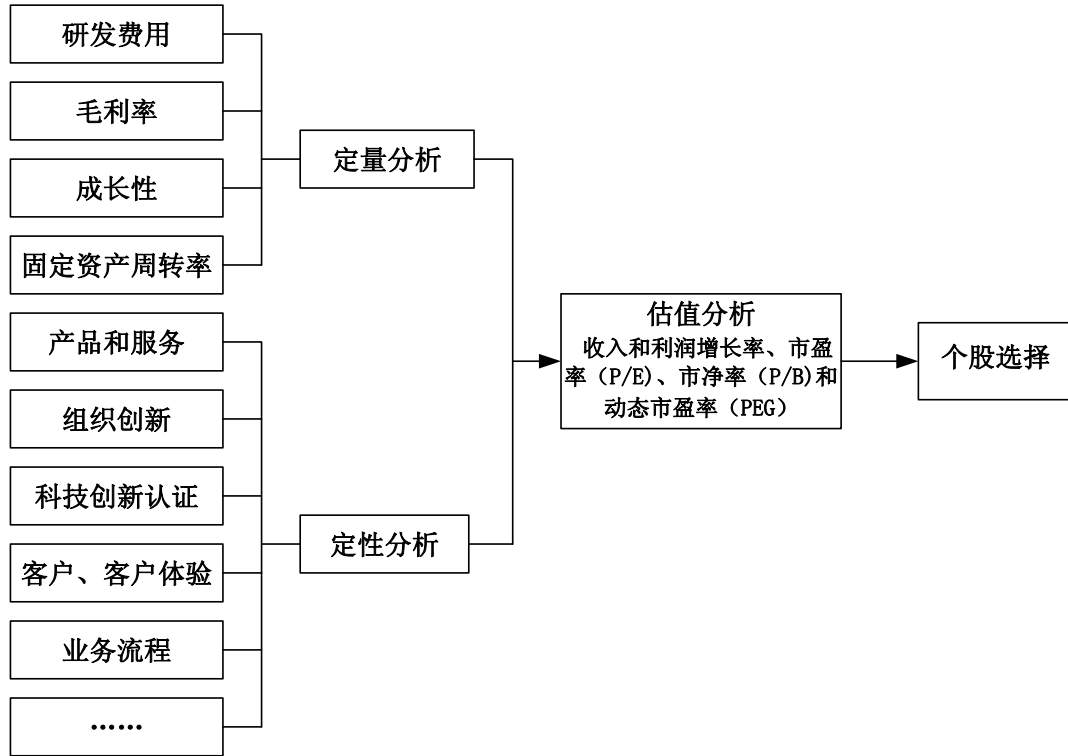 研发费用
毛利率
成长性
固定资产周转率
产品和服务
组织创新
科技创新认证
客户、客户体验
业务流程
……
定量分析
定性分析
估值分析
收入和利润增长率、市盈
率（P/E)、市净率（P/B)和
动态市盈率（PEG）
个股选择